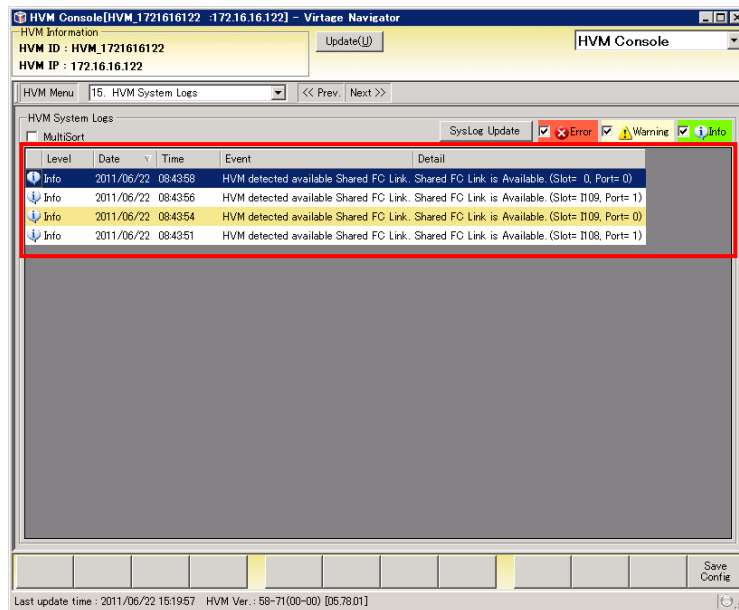 HVM Console[HVM_1721616122 :172.16.16.122] - Virtage Navigator
HVM Information
HVM ID : HVM_1721616122
HVM IP : 172.16.16.122
Update(U)
HVM Console
HVM Menu 15. HVM System Logs << Prev. Next >>
HVM System Logs
MultiSort
SysLog Update Error Warning Info
Level Date Time Event Detail
Info 2011/06/22 08:43:58 HVM detected available Shared FC Link. Shared FC Link is Available.(Slot= 0, Port= 0)
Info 2011/06/22 08:43:56 HVM detected available Shared FC Link. Shared FC Link is Available.(Slot= I109, Port= 1)
Info 2011/06/22 08:43:54 HVM detected available Shared FC Link. Shared FC Link is Available.(Slot= I109, Port= 0)
Info 2011/06/22 08:43:51 HVM detected available Shared FC Link. Shared FC Link is Available.(Slot= I108, Port= 1)
Save
Config
Last update time : 2011/06/22 15:19:57 HVM Ver. : 58-71(00-00) [05.78.01]